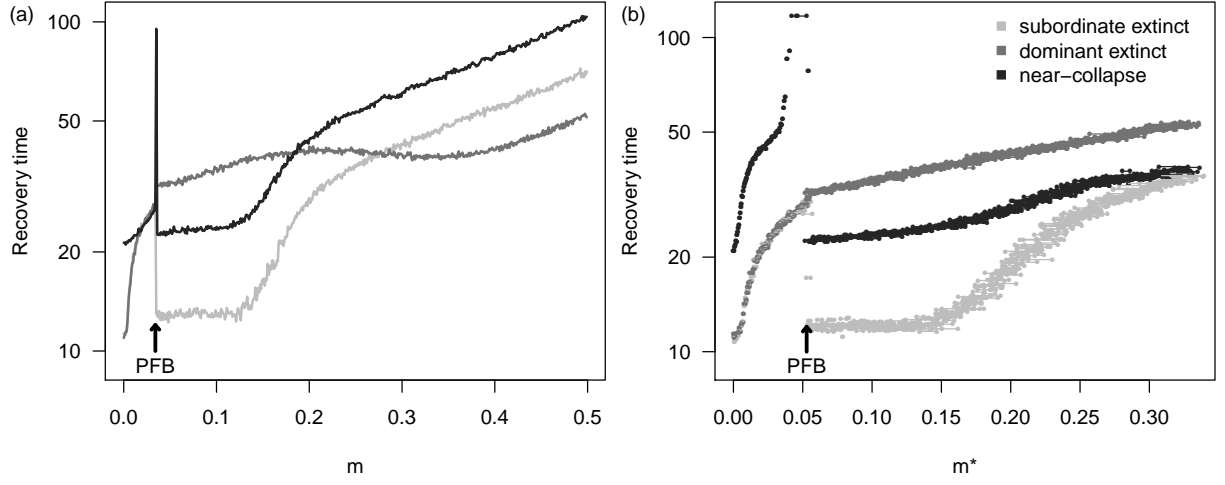 (a)
Recovery time
100
50
20
10
PFB
0.0 0.1 0.2 0.3 0.4 0.5
m
(b)
Recovery time
100
50
20
10
subordinate extinct
dominant extinct
near−collapse
PFB
0.00 0.05 0.10 0.15 0.20 0.25 0.30
m*